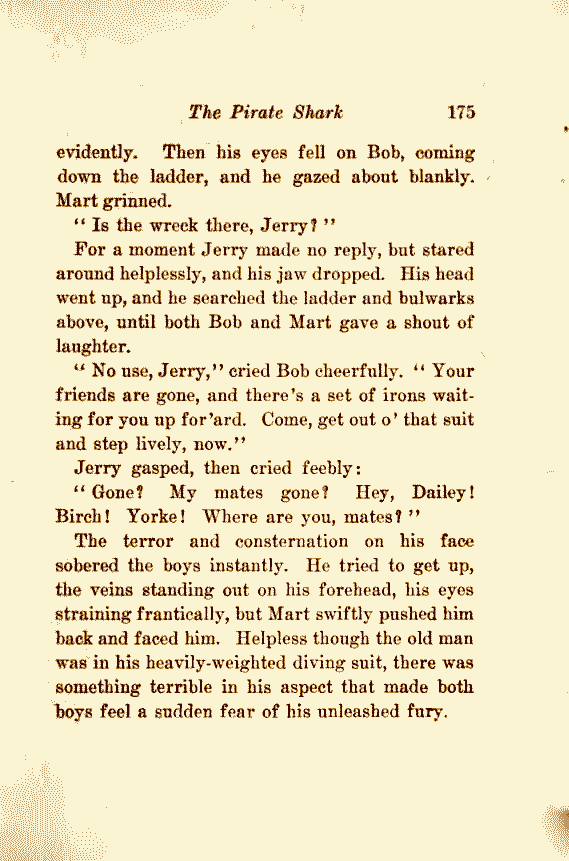 The Pirate Shark 175
evidently. Then his eyes fell on Bob, coming
down the ladder, and he gazed about blankly.
Mart grinned.
" Is the wreck there, Jerry? "
For a moment Jerry made no reply, but stared
around helplessly, and his jaw dropped. His head
went up, and he searched the ladder and bulwarks
above, until both Bob and Mart gave a shout of
laughter.
" No use, Jerry," cried Bob cheerfully. " Your
friends are gone, and there's a set of irons wait-
ing for you up for'ard. Come, get out o' that suit
and step lively, now."
Jerry gasped, then cried feebly:
" Gone? My mates gone? Hey, Dailey!
Birch! Yorke! Where are you, mates? "
The terror and consternation on his face
sobered the boys instantly. He tried to get up,
the veins standing out on his forehead, his eyes
straining frantically, but Mart swiftly pushed him
back and faced him. Helpless though the old man
was in his heavily-weighted diving suit, there was
something terrible in his aspect that made both
boys feel a sudden fear of his unleashed fury.